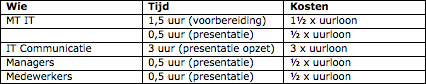 Wie Tijd Kosten
MT IT 1,5 uur (voorbereiding) 1½ x uurloon
0,5 uur (presentatie) ½ x uurloon
IT Communicatie 3 uur (presentatie opzet) 3 x uurloon
Managers 0,5 uur (presentatie) ½ x uurloon
Medewerkers 0,5 uur (presentatie) ½ x uurloon